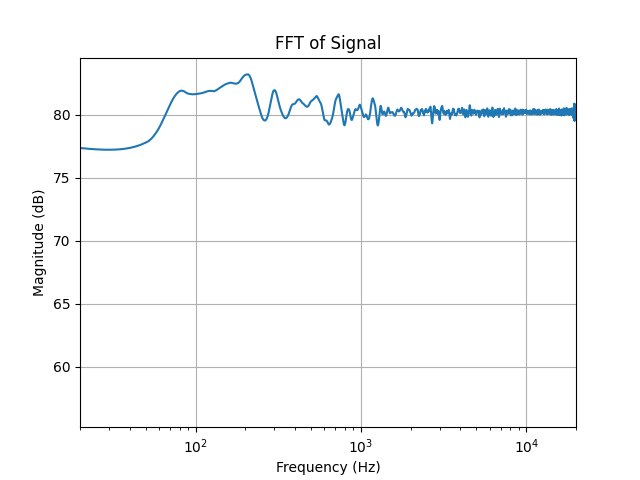 FFT of Signal
Magnitude (dB)
80
75
70
65
60
10²
10³
10⁴
Frequency (Hz)